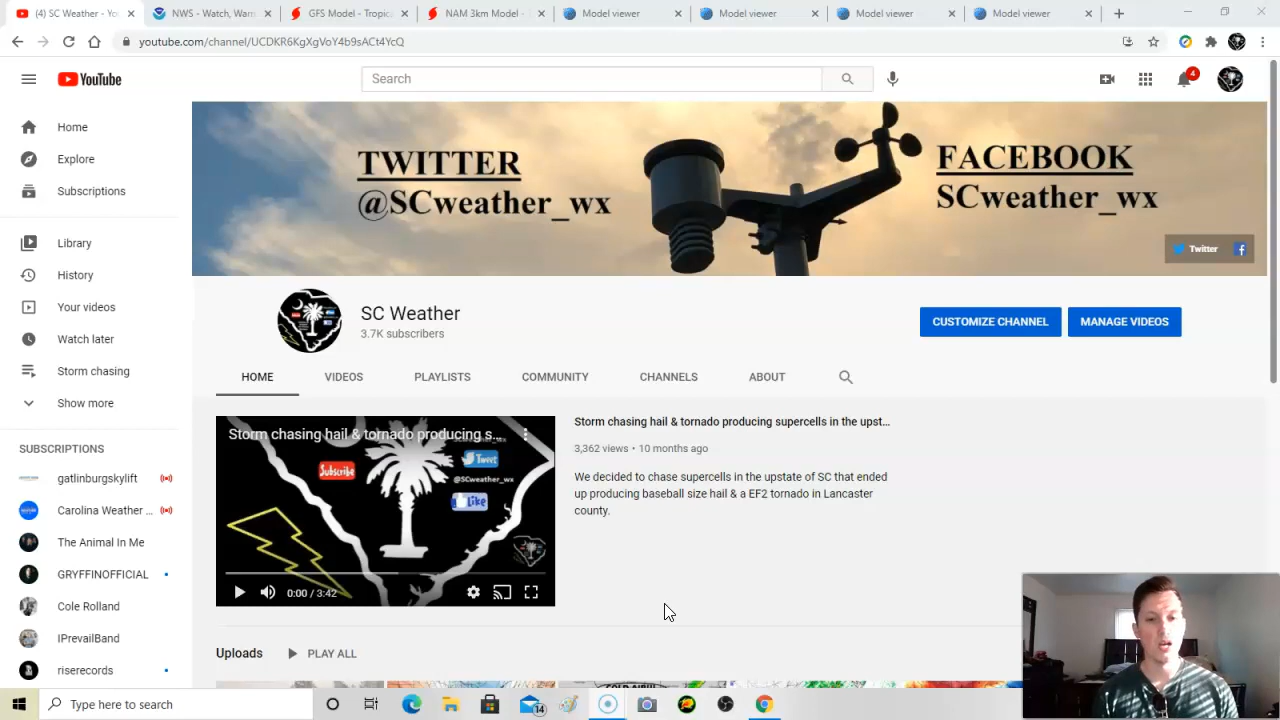 SC Weather - Yo
NWS - Watch, Warn
GFS Model - Tropic
NAM 3km Model -
Model viewer
Model viewer
Model viewer
Model viewer
youtube.com/channel/UCDKR6KgXgVoY4b9sACt4YcQ
YouTube
Search
4
Home
Explore
Subscriptions
Library
History
Your videos
Watch later
Storm chasing
Show more
SUBSCRIPTIONS
gatlinburgskylift
Carolina Weather ...
The Animal In Me
GRYFFINOFFICIAL
Cole Rolland
IPrevailBand
riserecords
TWITTER
@SCweather_wx
FACEBOOK
SCweather_wx
Twitter
SC Weather
3.7K subscribers
CUSTOMIZE CHANNEL
MANAGE VIDEOS
HOME
VIDEOS
PLAYLISTS
COMMUNITY
CHANNELS
ABOUT
Storm chasing hail & tornado producing s...
Subscribe
Tweet
@SCweather_wx
Like
0:00 / 3:42
Storm chasing hail & tornado producing supercells in the upst...
3,362 views • 10 months ago
We decided to chase supercells in the upstate of SC that ended
up producing baseball size hail & a EF2 tornado in Lancaster
county.
Uploads
PLAY ALL
Type here to search
14